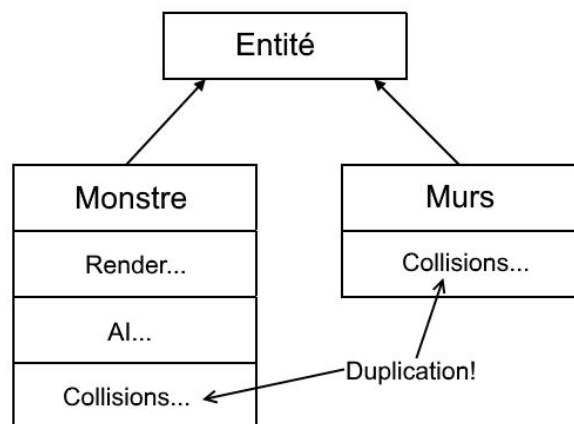 Entité
Monstre
Murs
Render...
Collisions...
AI...
Duplication!
Collisions...